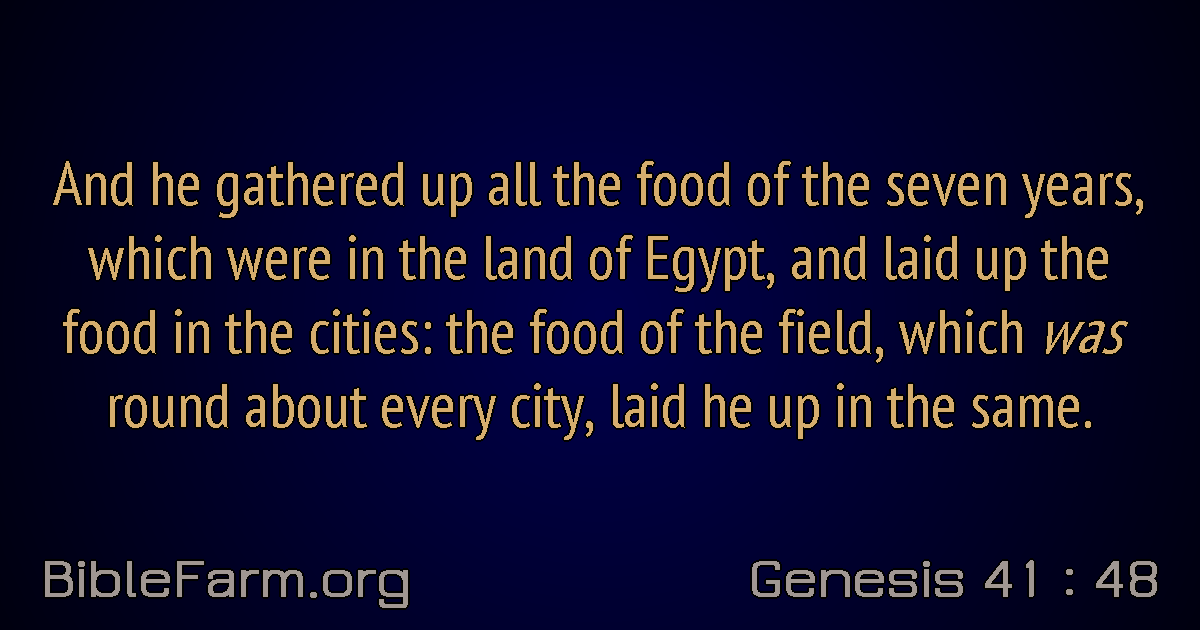 And he gathered up all the food of the seven years,
which were in the land of Egypt, and laid up the
food in the cities: the food of the field, which was
round about every city, laid he up in the same.
BibleFarm.org
Genesis 41 : 48